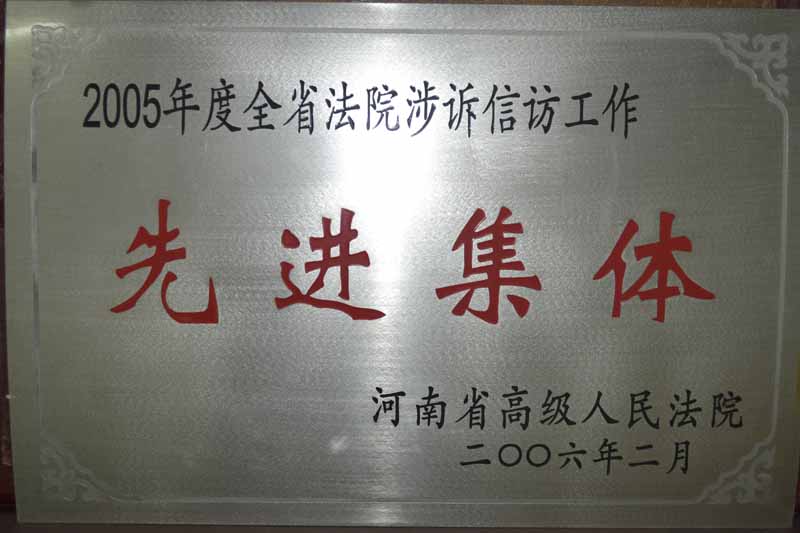 2005年度全省法院涉诉信访工作
先进集体
河南省高级人民法院
二〇〇六年二月